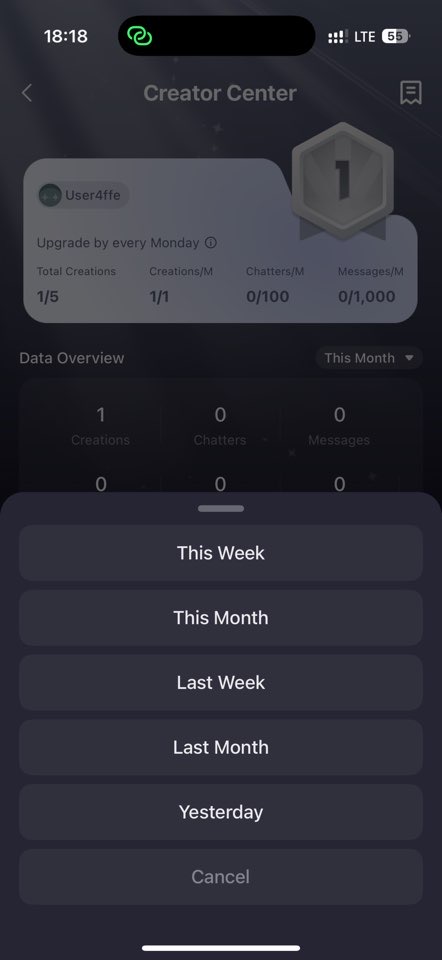 18:18
LTE 55
Creator Center
1
User4ffe
Upgrade by every Monday
Total Creations Creations/M Chatters/M Messages/M
1/5 1/1 0/100 0/1,000
Data Overview This Month
1 0 0
Creations Chatters Messages
0 0 0
This Week
This Month
Last Week
Last Month
Yesterday
Cancel